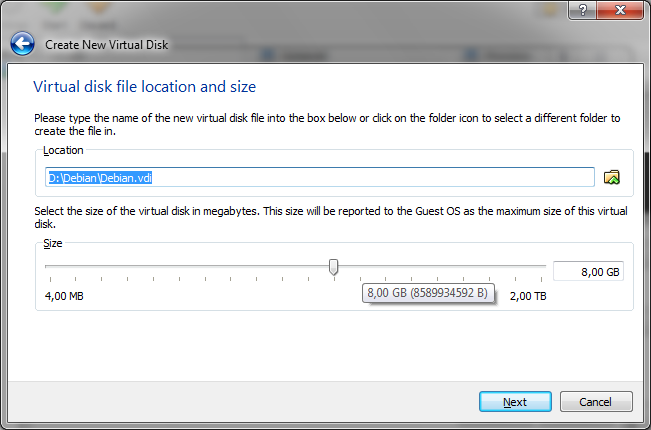 Create New Virtual Disk
Virtual disk file location and size
Please type the name of the new virtual disk file into the box below or click on the folder icon to select a different folder to
create the file in.
Location
D:\Debian\Debian.vdi
Select the size of the virtual disk in megabytes. This size will be reported to the Guest OS as the maximum size of this virtual
disk.
Size
8,00 GB
4,00 MB
8,00 GB (8589934592 B)
2,00 TB
Next
Cancel